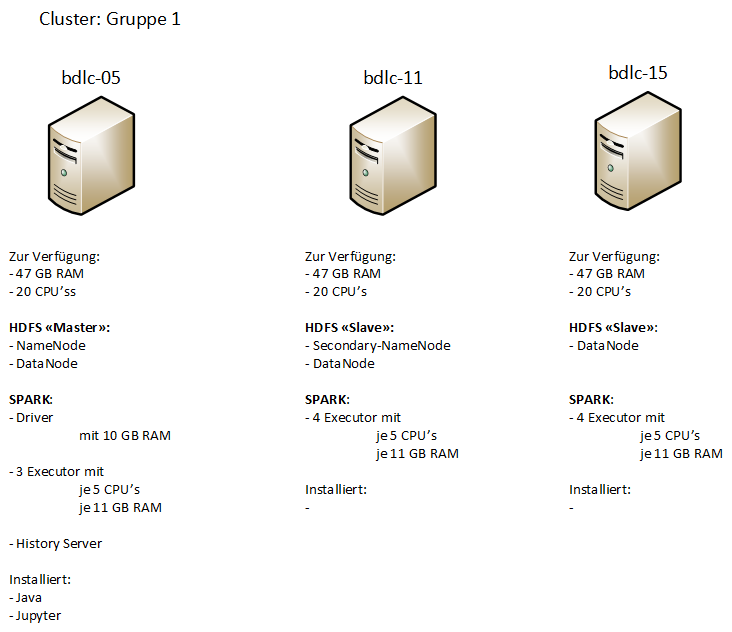 Cluster: Gruppe 1
bdlc-05
Zur Verfügung:
- 47 GB RAM
- 20 CPU'ss
HDFS «Master»:
- NameNode
- DataNode
SPARK:
- Driver
mit 10 GB RAM
- 3 Executor mit
je 5 CPU's
je 11 GB RAM
- History Server
Installiert:
- Java
- Jupyter
bdlc-11
Zur Verfügung:
- 47 GB RAM
- 20 CPU's
HDFS «Slave»:
- Secondary-NameNode
- DataNode
SPARK:
- 4 Executor mit
je 5 CPU's
je 11 GB RAM
Installiert:
-
bdlc-15
Zur Verfügung:
- 47 GB RAM
- 20 CPU's
HDFS «Slave»:
- DataNode
SPARK:
- 4 Executor mit
je 5 CPU's
je 11 GB RAM
Installiert:
-